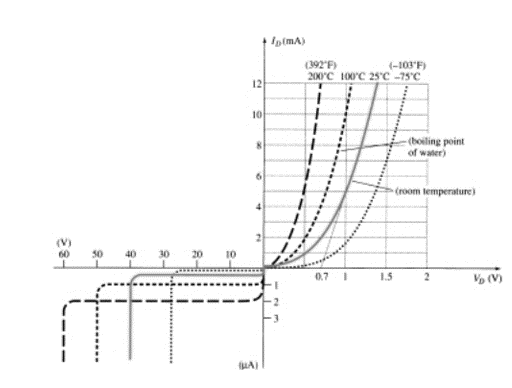 I_D (mA)
(392°F) (−103°F)
200°C 100°C 25°C −75°C
12
10
8
6
4
2
(boiling point
of water)
(room temperature)
(V)
60 50 40 30 20 10
0.7 1 1.5 2 V_D (V)
1
2
3
(μA)